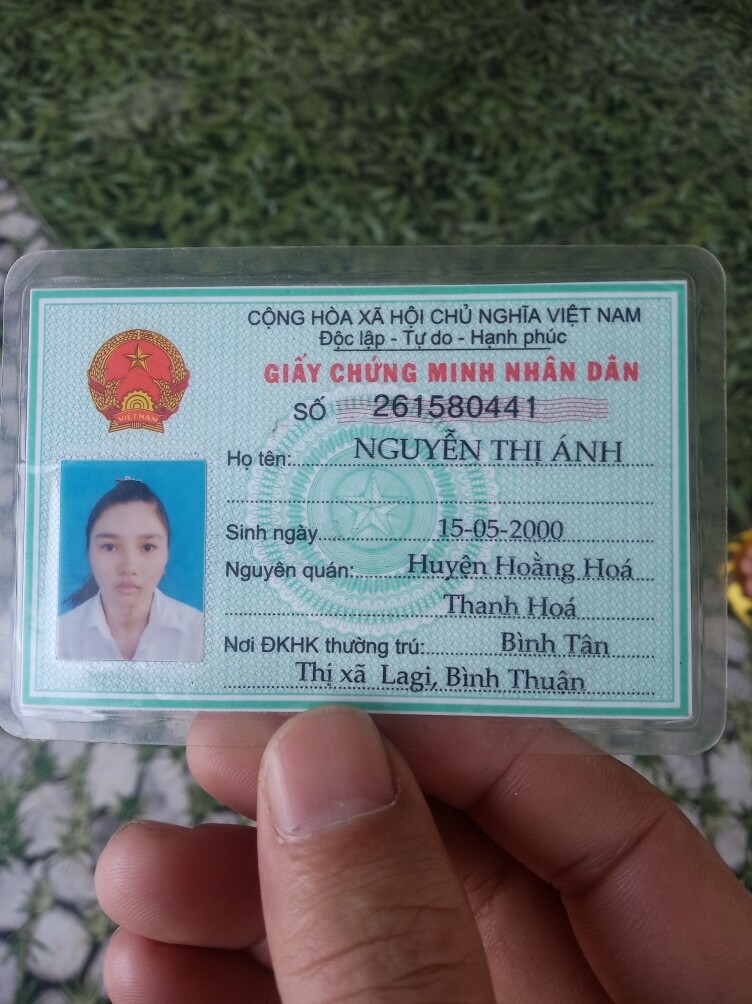 CỘNG HÒA XÃ HỘI CHỦ NGHĨA VIỆT NAM
Độc lập - Tự do - Hạnh phúc
GIẤY CHỨNG MINH NHÂN DÂN
SỐ 261580441
Họ tên: NGUYỄN THỊ ÁNH
Sinh ngày 15-05-2000
Nguyên quán: Huyện Hoằng Hoá
Thanh Hoá
Nơi ĐKHK thường trú: Bình Tân
Thị xã Lagi, Bình Thuận
VIET NAM